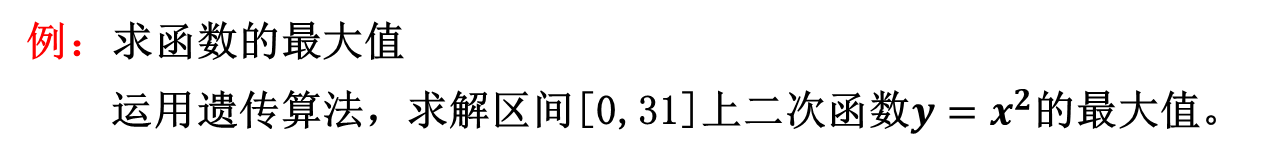 例：求函数的最大值
运用遗传算法，求解区间[0,31]上二次函数y = x²的最大值。